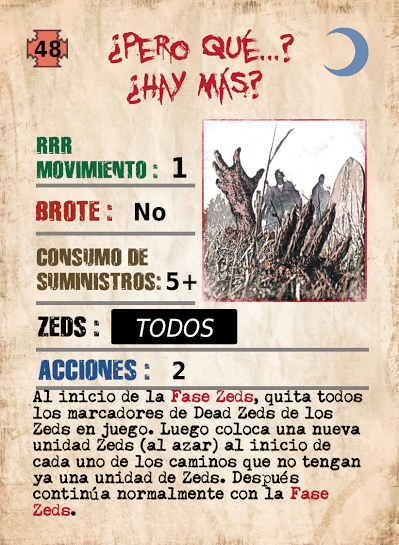 48
¿PERO QUÉ...?
¿HAY MÁS?
RRR
MOVIMIENTO : 1
BROTE : No
CONSUMO DE
SUMINISTROS: 5+
ZEDS : TODOS
ACCIONES : 2
Al inicio de la Fase Zeds, quita todos
los marcadores de Dead Zeds de los
Zeds en juego. Luego coloca una nueva
unidad Zeds (al azar) al inicio de
cada uno de los caminos que no tengan
ya una unidad de Zeds. Después
continúa normalmente con la Fase
Zeds.